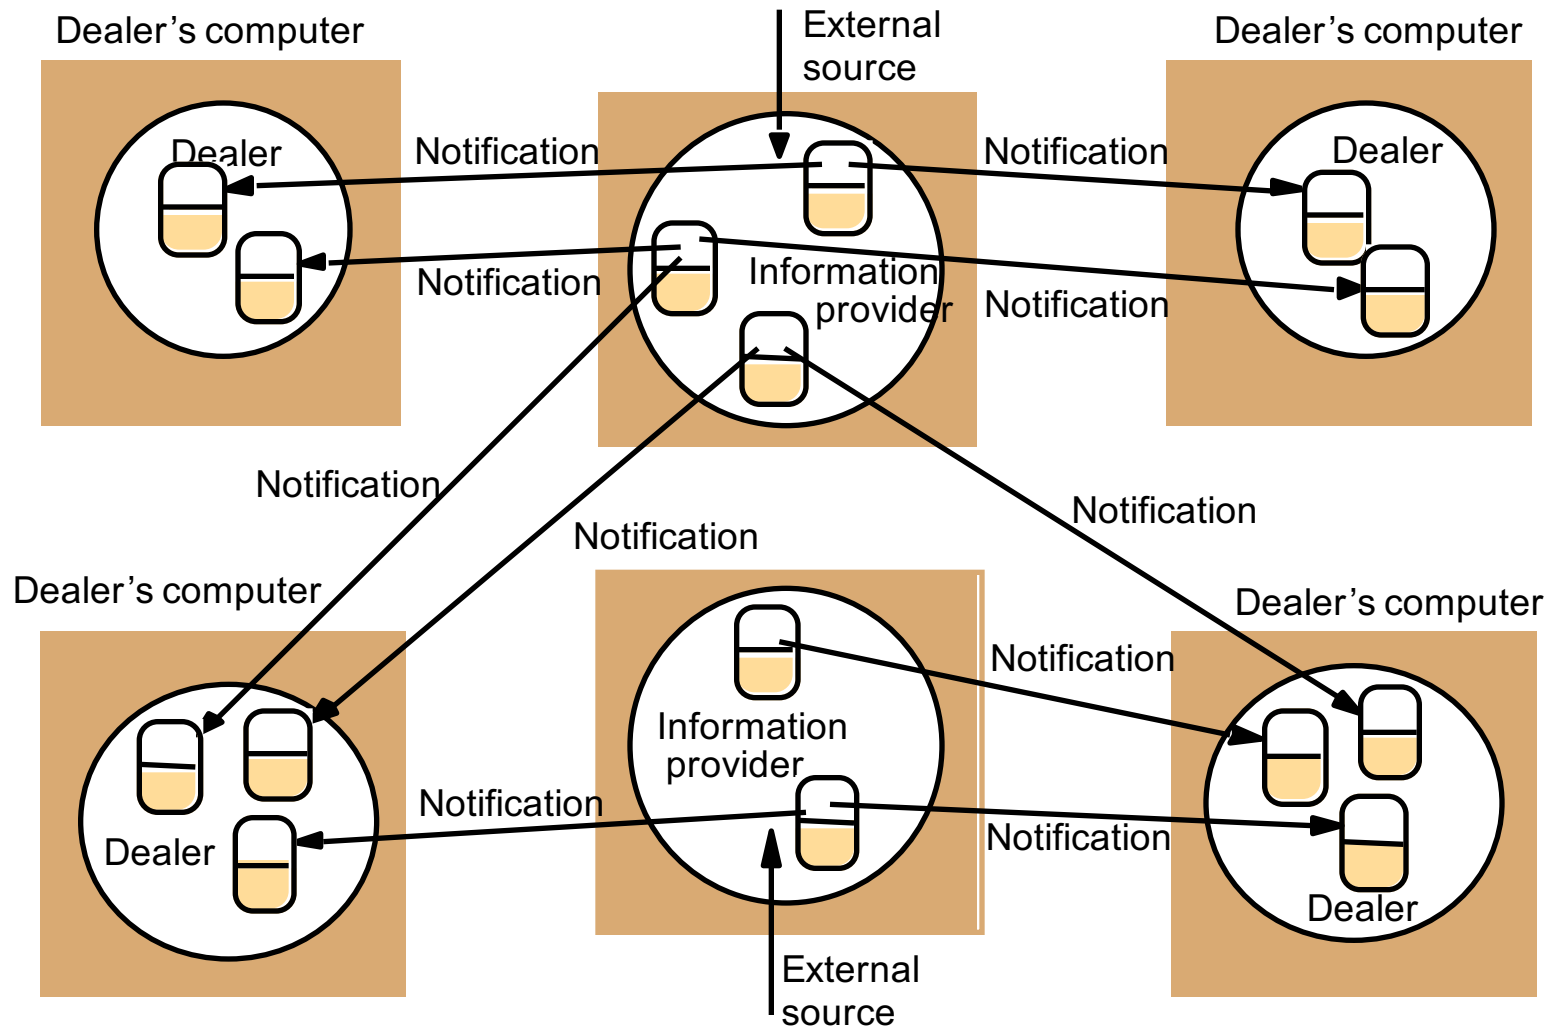 Dealer’s computer
External
source
Dealer’s computer
Dealer
Notification
Notification
Dealer
Notification
Information
provider
Notification
Notification
Notification
Notification
Dealer’s computer
Dealer’s computer
Notification
Information
provider
Notification
Notification
Dealer
Dealer
External
source